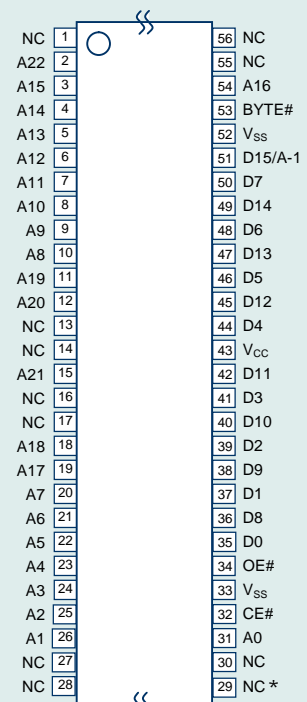 NC 1 56 NC
A22 2 55 NC
A15 3 54 A16
A14 4 53 BYTE#
A13 5 52 VSS
A12 6 51 D15/A-1
A11 7 50 D7
A10 8 49 D14
A9 9 48 D6
A8 10 47 D13
A19 11 46 D5
A20 12 45 D12
NC 13 44 D4
NC 14 43 VCC
A21 15 42 D11
NC 16 41 D3
NC 17 40 D10
A18 18 39 D2
A17 19 38 D9
A7 20 37 D1
A6 21 36 D8
A5 22 35 D0
A4 23 34 OE#
A3 24 33 VSS
A2 25 32 CE#
A1 26 31 A0
NC 27 30 NC
NC 28 29 NC*